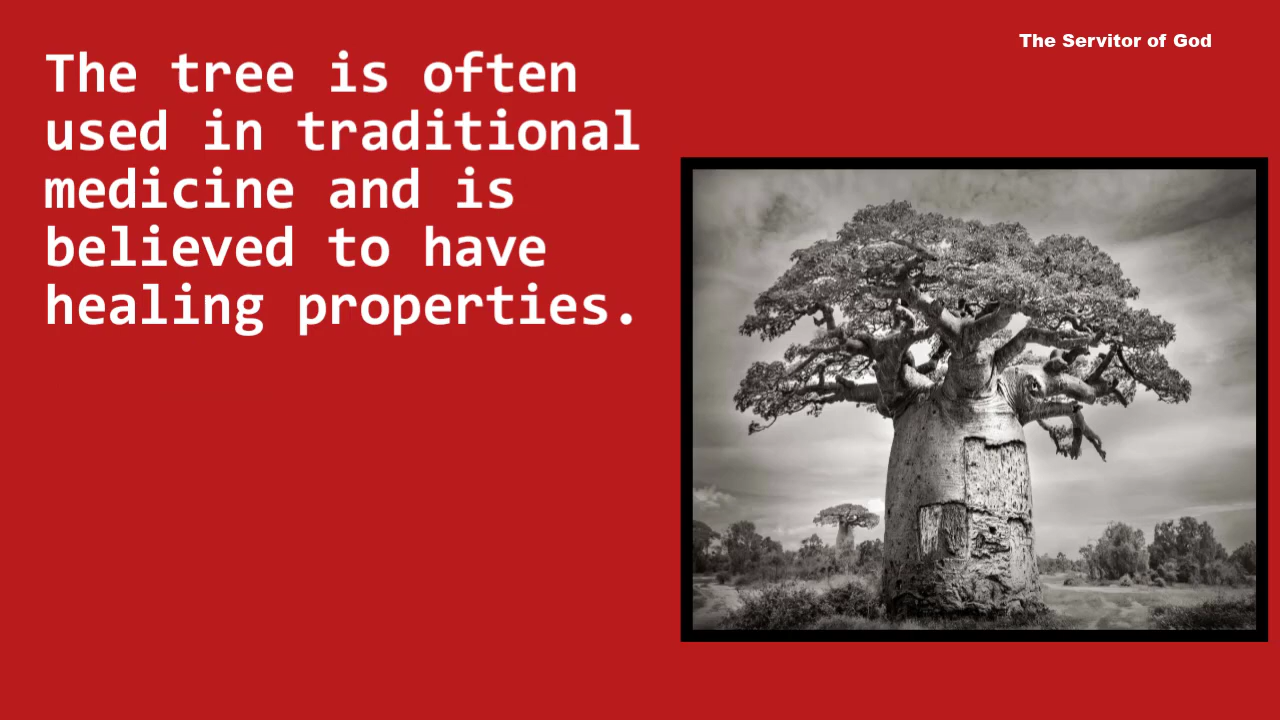 The Servitor of God
The tree is often
used in traditional
medicine and is
believed to have
healing properties.